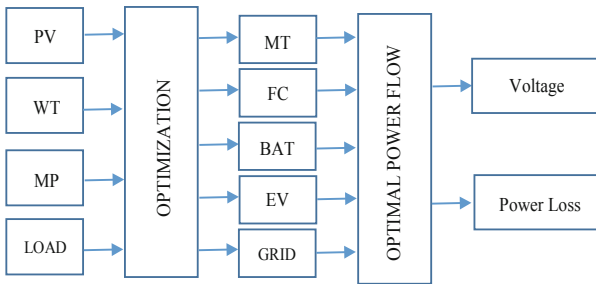 PV
WT
MP
LOAD
OPTIMIZATION
MT
FC
BAT
EV
GRID
OPTIMAL POWER FLOW
Voltage
Power Loss